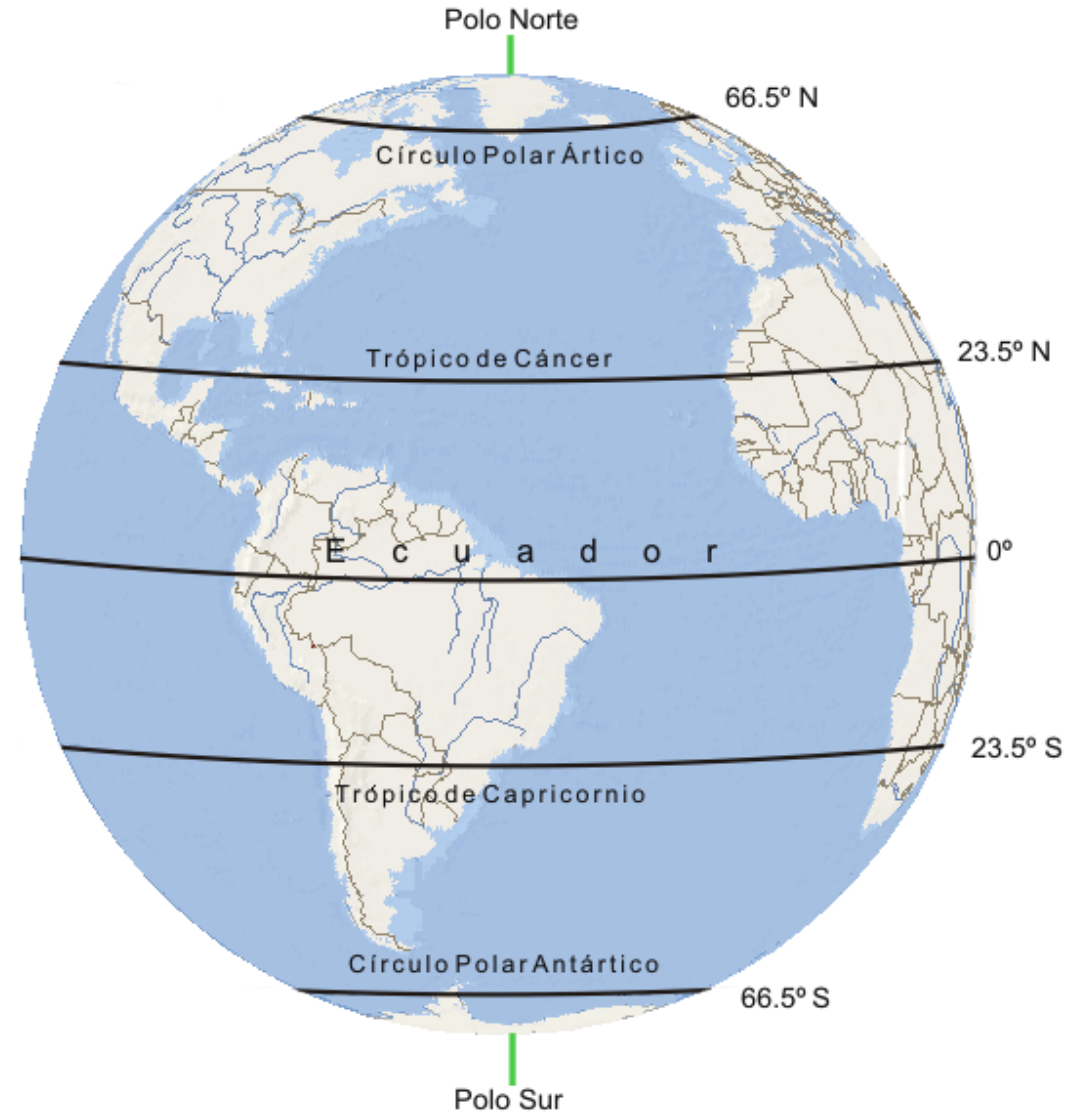 Polo Norte
66.5º N
Círculo Polar Ártico
Trópico de Cáncer
23.5º N
Ecuador
0º
23.5º S
Trópico de Capricornio
Círculo Polar Antártico
66.5º S
Polo Sur